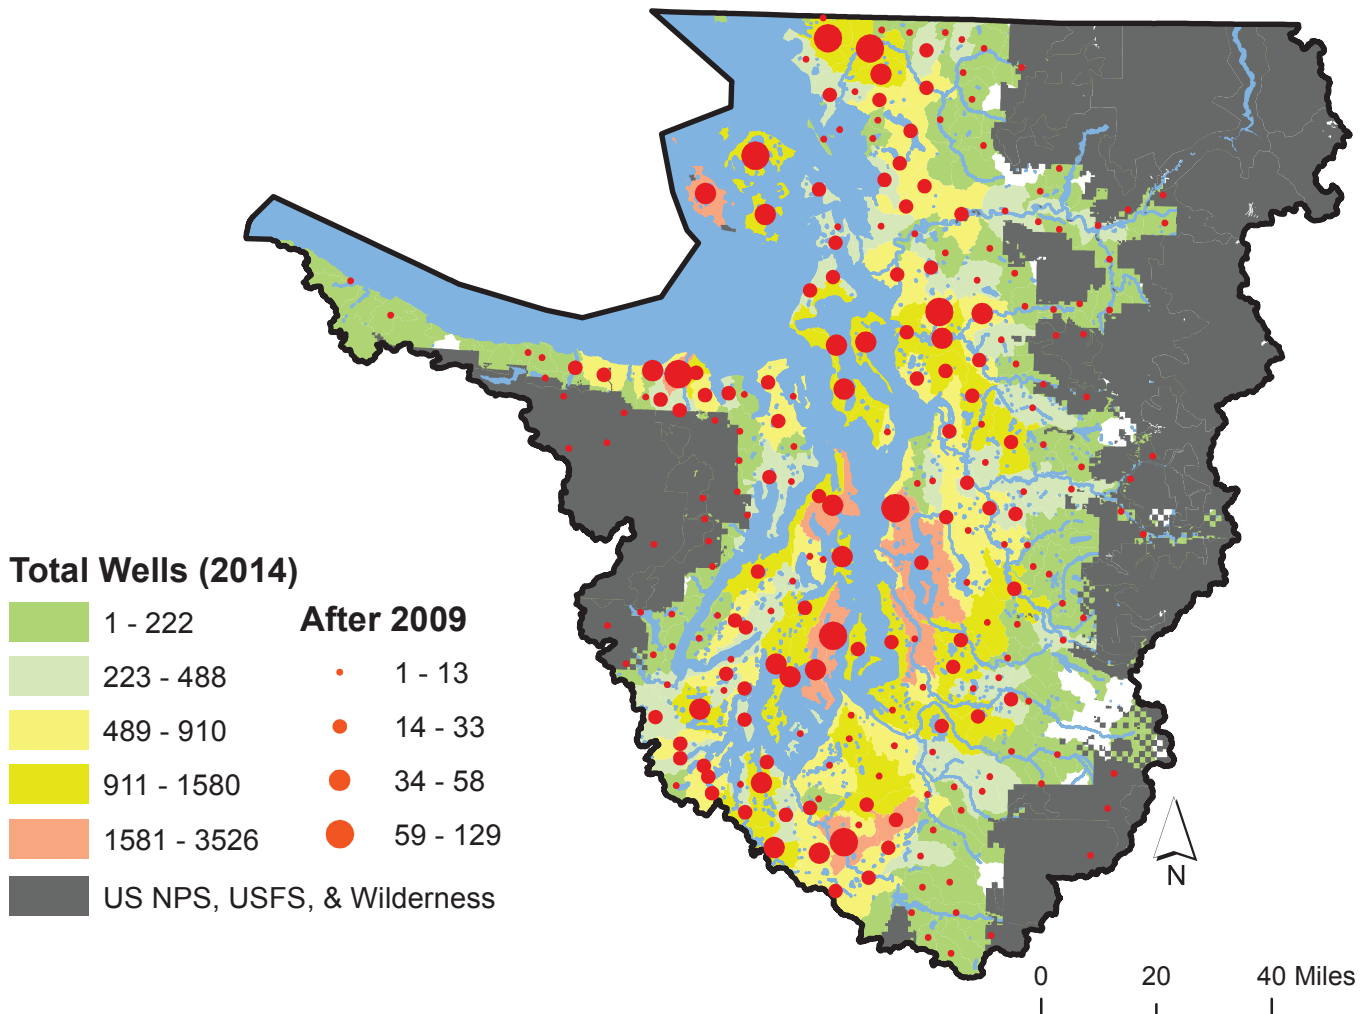 Total Wells (2014)
1 - 222
223 - 488
489 - 910
911 - 1580
1581 - 3526
US NPS, USFS, & Wilderness
After 2009
1 - 13
14 - 33
34 - 58
59 - 129
N
0 20 40 Miles